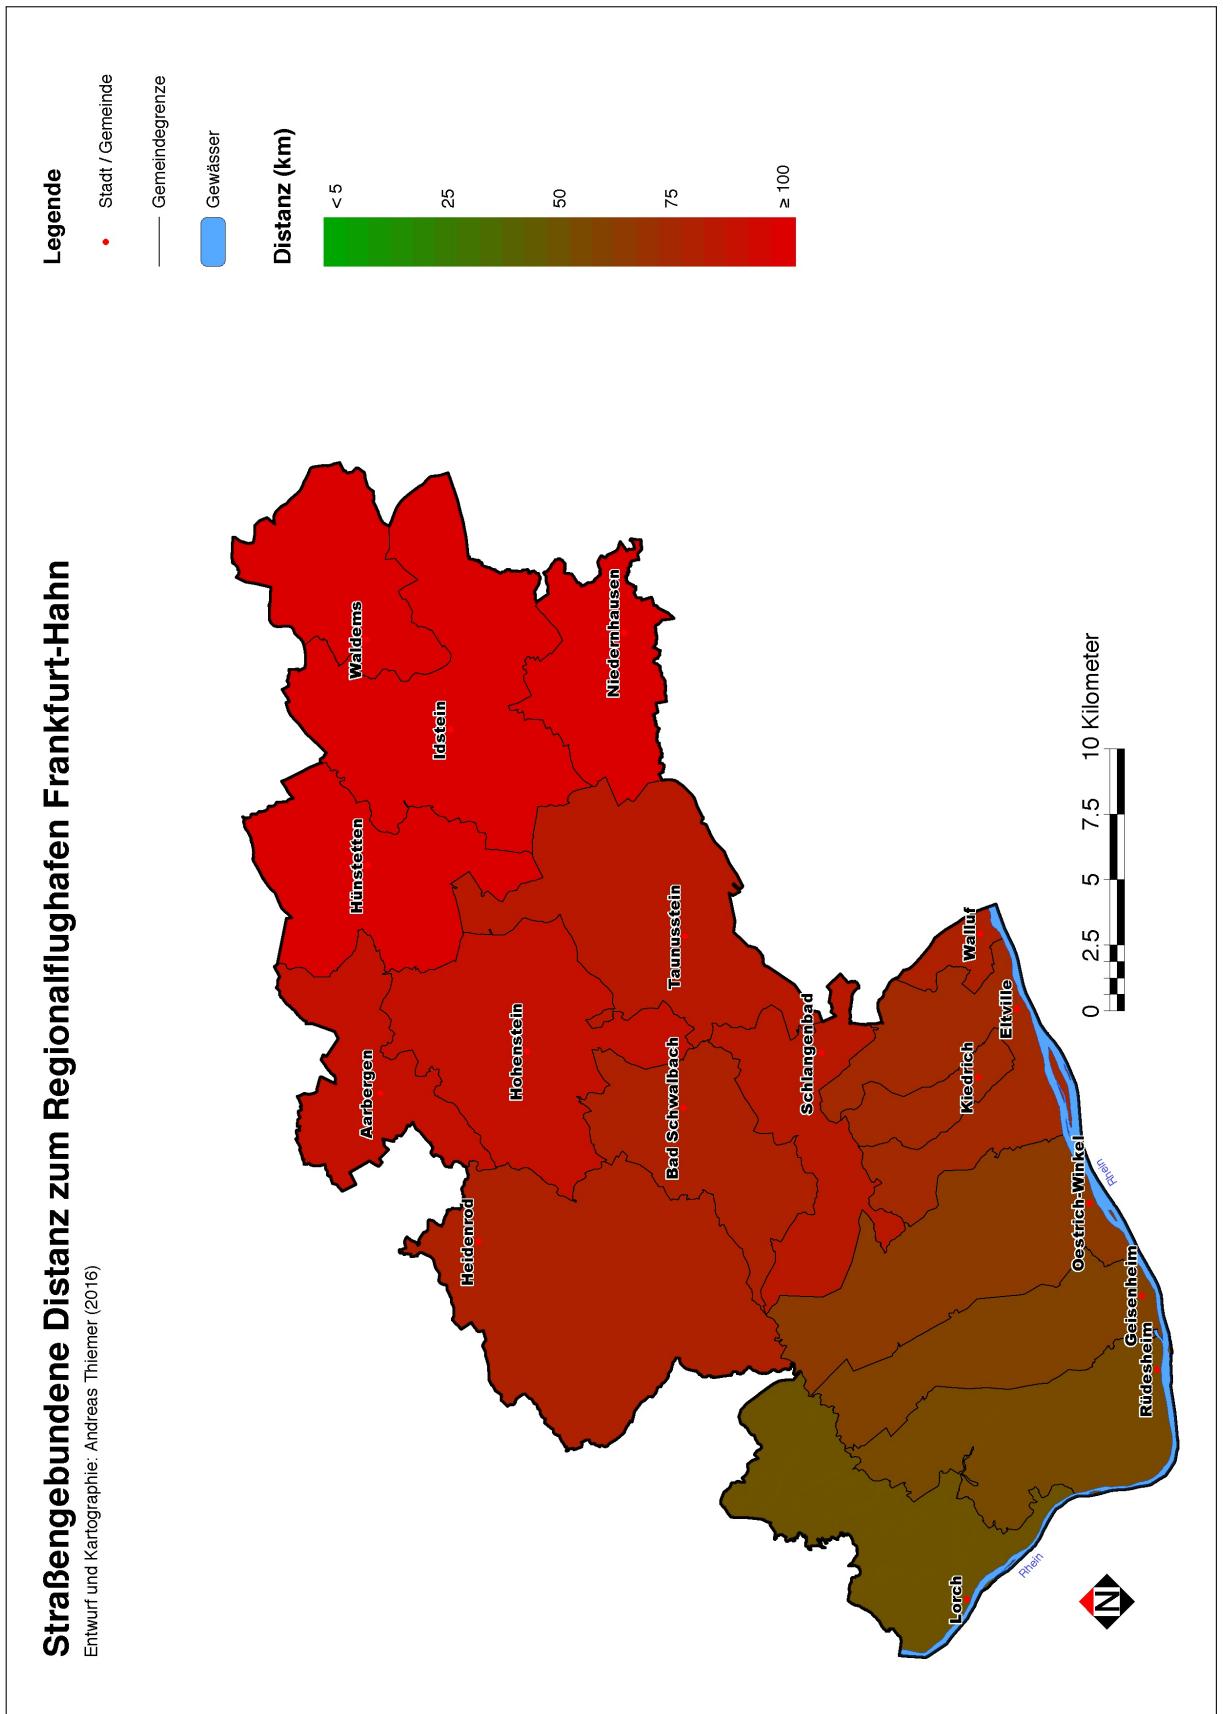 Straßengebundene Distanz zum Regionalflughafen Frankfurt-Hahn
Entwurf und Kartographie: Andreas Thiemer (2016)
Legende
Stadt / Gemeinde
Gemeindegrenze
Gewässer
Distanz (km)
< 5
25
50
75
≥ 100
Waldems
Hünstetten
Aarbergen
Idstein
Heidenrod
Hohenstein
Niedernhausen
Taunusstein
Bad Schwalbach
Schlangenbad
Walluf
Eltville
Kiedrich
Oestrich-Winkel
Geisenheim
Rüdesheim
Lorch
Rhein
Rhein
0
2.5
5
7.5
10 Kilometer
N